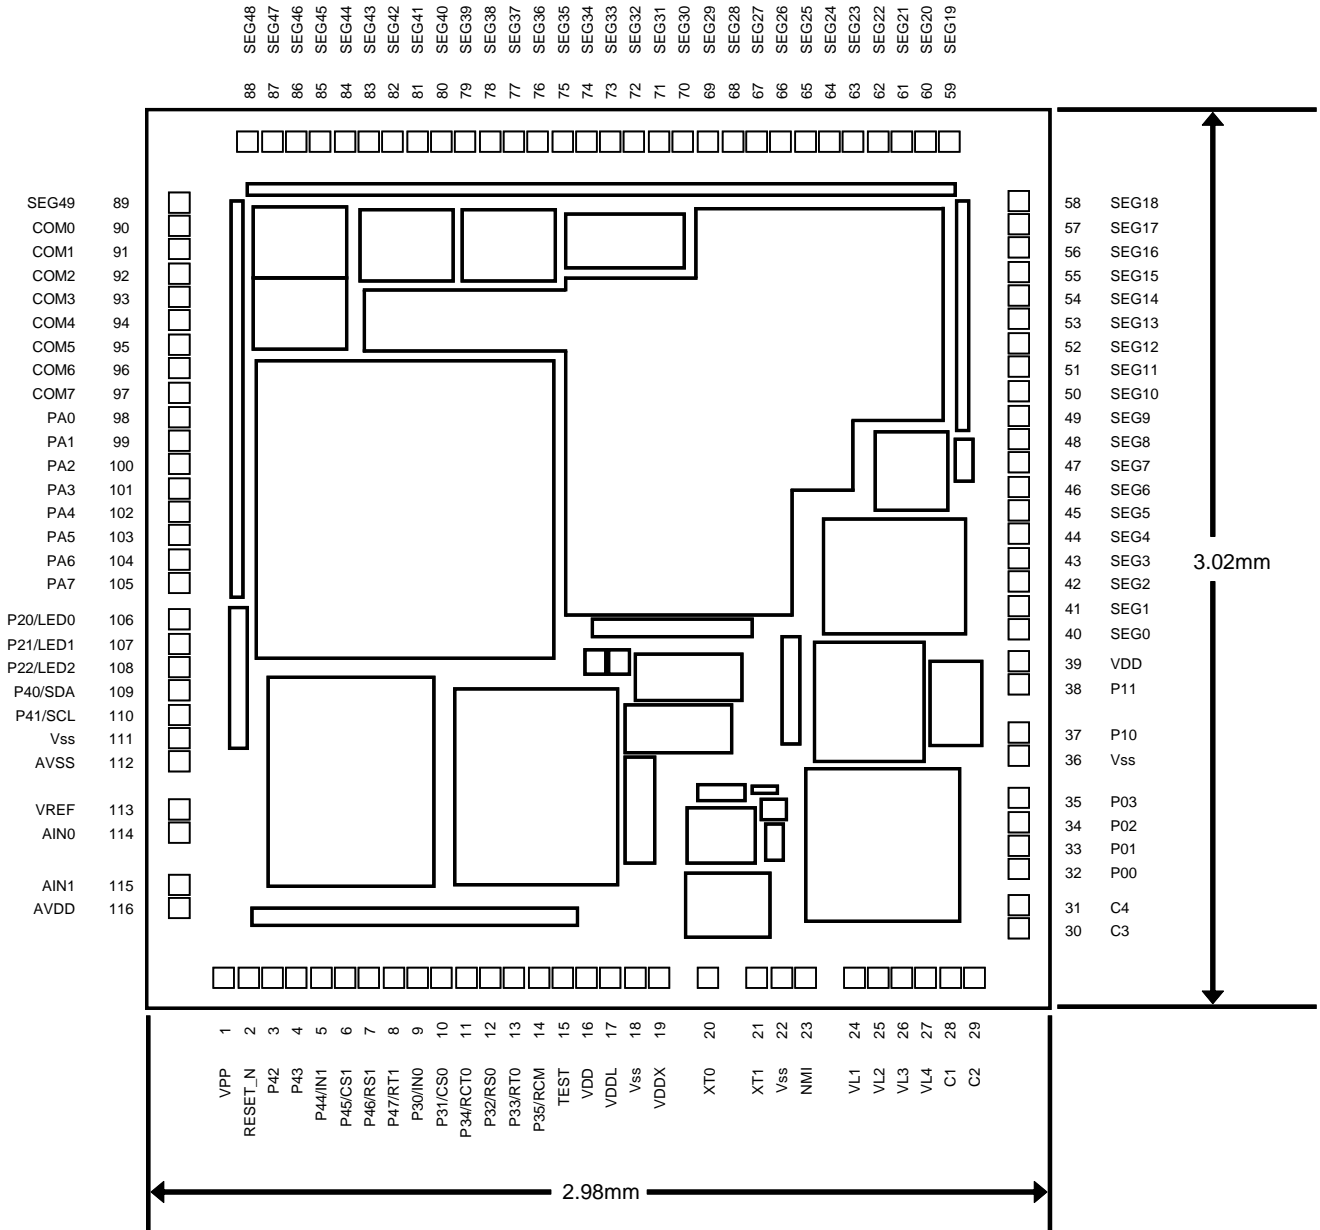 SEG48 SEG47 SEG46 SEG45 SEG44 SEG43 SEG42 SEG41 SEG40 SEG39 SEG38 SEG37 SEG36 SEG35 SEG34 SEG33 SEG32 SEG31 SEG30 SEG29 SEG28 SEG27 SEG26 SEG25 SEG24 SEG23 SEG22 SEG21 SEG20 SEG19
88 87 86 85 84 83 82 81 80 79 78 77 76 75 74 73 72 71 70 69 68 67 66 65 64 63 62 61 60 59
SEG49 89
COM0 90
COM1 91
COM2 92
COM3 93
COM4 94
COM5 95
COM6 96
COM7 97
PA0 98
PA1 99
PA2 100
PA3 101
PA4 102
PA5 103
PA6 104
PA7 105
P20/LED0 106
P21/LED1 107
P22/LED2 108
P40/SDA 109
P41/SCL 110
Vss 111
AVSS 112
VREF 113
AIN0 114
AIN1 115
AVDD 116
58 SEG18
57 SEG17
56 SEG16
55 SEG15
54 SEG14
53 SEG13
52 SEG12
51 SEG11
50 SEG10
49 SEG9
48 SEG8
47 SEG7
46 SEG6
45 SEG5
44 SEG4
43 SEG3
42 SEG2
41 SEG1
40 SEG0
39 VDD
38 P11
37 P10
36 Vss
35 P03
34 P02
33 P01
32 P00
31 C4
30 C3
3.02mm
1 2 3 4 5 6 7 8 9 10 11 12 13 14 15 16 17 18 19 20 21 22 23 24 25 26 27 28 29
VPP RESET_N P42 P43 P44/IN1 P45/CS1 P46/RS1 P47/RT1 P30/IN0 P31/CS0 P34/RCT0 P32/RS0 P33/RT0 P35/RCM TEST VDD VDDL Vss VDDX XT0 XT1 Vss NMI VL1 VL2 VL3 VL4 C1 C2
2.98mm